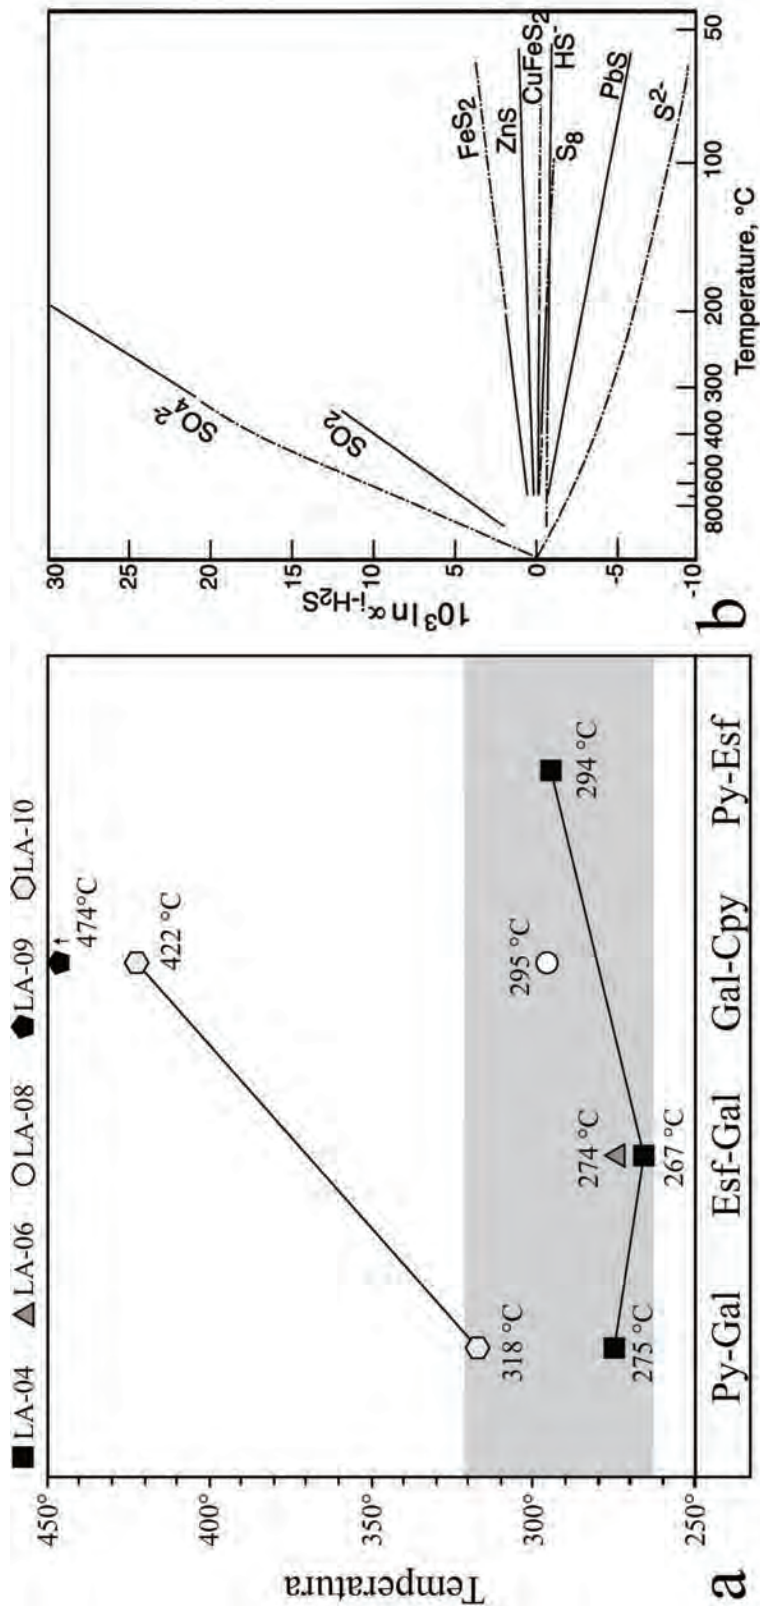 LA-04 LA-06 LA-08 LA-09 LA-10
Temperatura
450°
400°
350°
300°
250°
474°C
422 °C
318 °C
295 °C
294 °C
274 °C
275 °C
267 °C
Py-Gal Esf-Gal Gal-Cpy Py-Esf
a
10³ ln ∝i-H₂S
30
25
20
15
10
5
0
-5
-10
SO₄²⁻
SO₂
FeS₂
ZnS
CuFeS₂
HS⁻
S₈
PbS
S²⁻
800 600 400 300 200 100 50
Temperature, °C
b